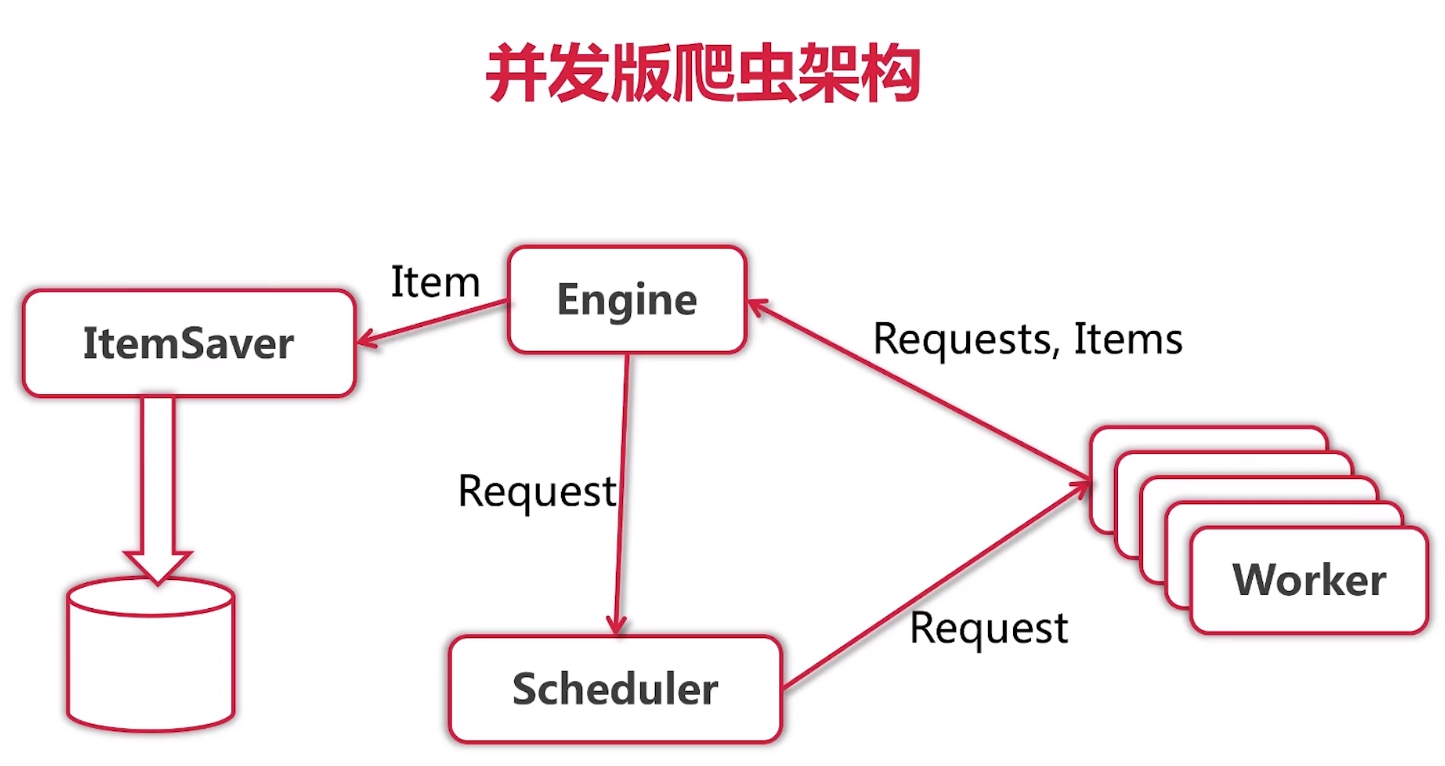 并发版爬虫架构
Item
Engine
ItemSaver
Requests, Items
Request
Worker
Request
Scheduler